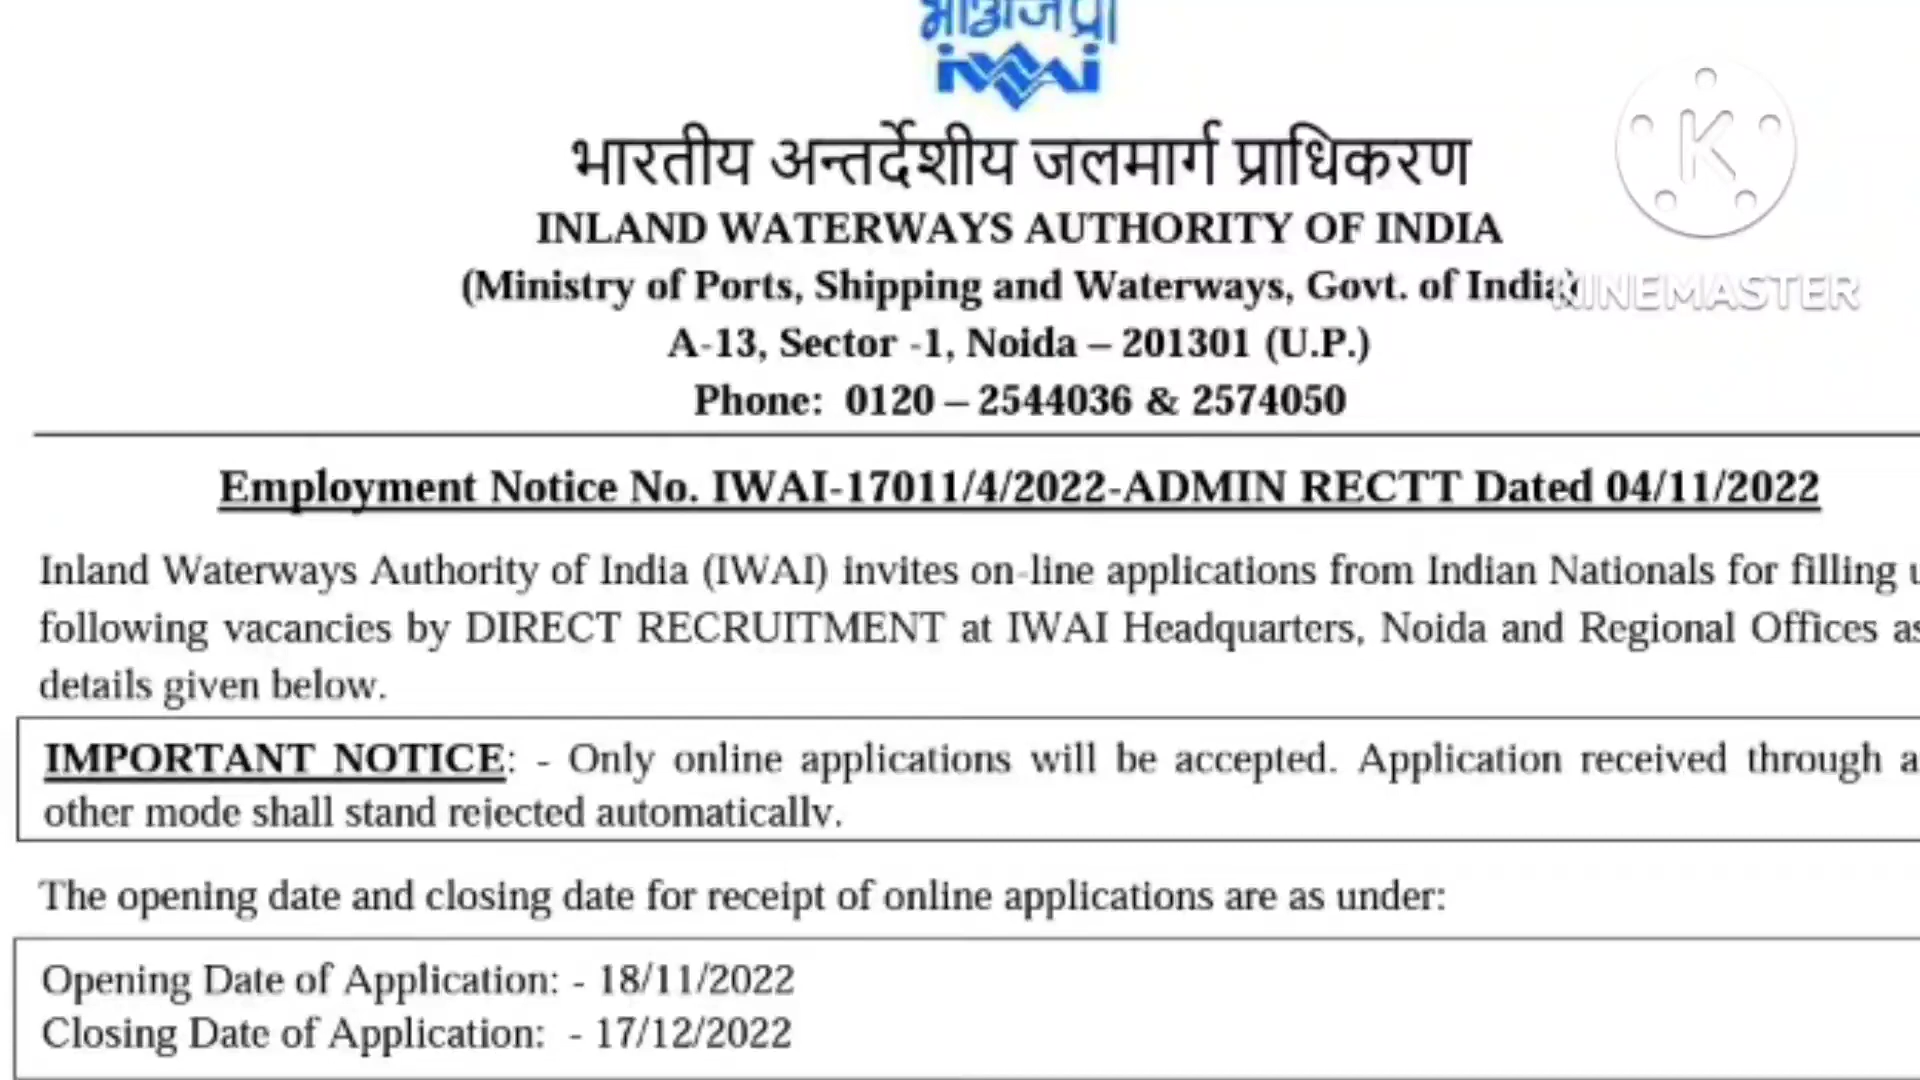 भाअजप्रा
iwai
भारतीय अन्तर्देशीय जलमार्ग प्राधिकरण
INLAND WATERWAYS AUTHORITY OF INDIA
(Ministry of Ports, Shipping and Waterways, Govt. of India)
A-13, Sector -1, Noida – 201301 (U.P.)
Phone: 0120 – 2544036 & 2574050
K
KINEMASTER
Employment Notice No. IWAI-17011/4/2022-ADMIN RECTT Dated 04/11/2022
Inland Waterways Authority of India (IWAI) invites on-line applications from Indian Nationals for filling
following vacancies by DIRECT RECRUITMENT at IWAI Headquarters, Noida and Regional Offices as
details given below.
IMPORTANT NOTICE: - Only online applications will be accepted. Application received through
other mode shall stand rejected automatically.
The opening date and closing date for receipt of online applications are as under:
Opening Date of Application: - 18/11/2022
Closing Date of Application: - 17/12/2022